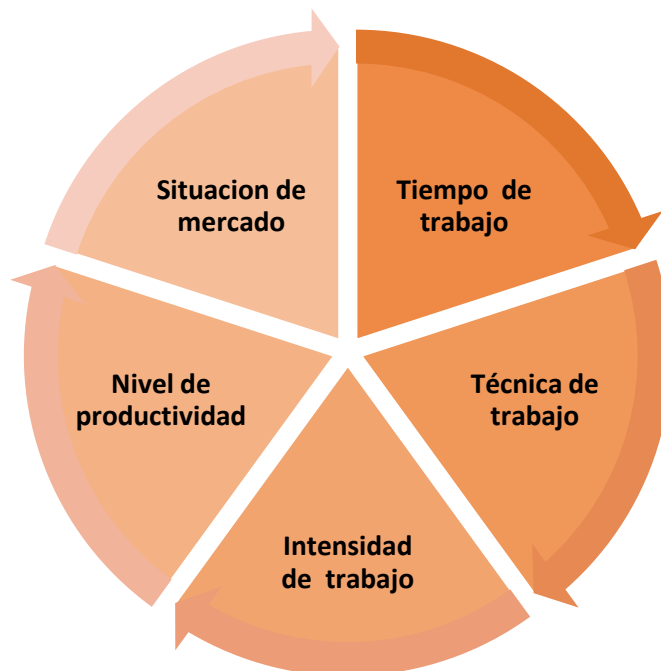 Situacion de
mercado
Tiempo de
trabajo
Nivel de
productividad
Técnica de
trabajo
Intensidad
de trabajo